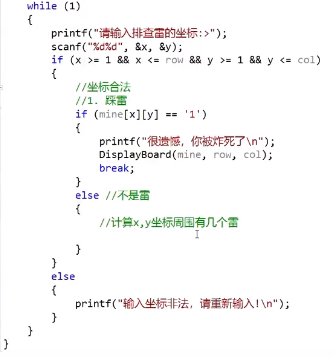 while (1)
{
printf("请输入排查雷的坐标:>");
scanf("%d%d", &x, &y);
if (x >= 1 && x <= row && y >= 1 && y <= col)
{
//坐标合法
//1. 踩雷
if (mine[x][y] == '1')
{
printf("很遗憾，你被炸死了\n");
DisplayBoard(mine, row, col);
break;
}
else //不是雷
{
//计算x,y坐标周围有几个雷
}
}
else
{
printf("输入坐标非法，请重新输入!\n");
}
}
}